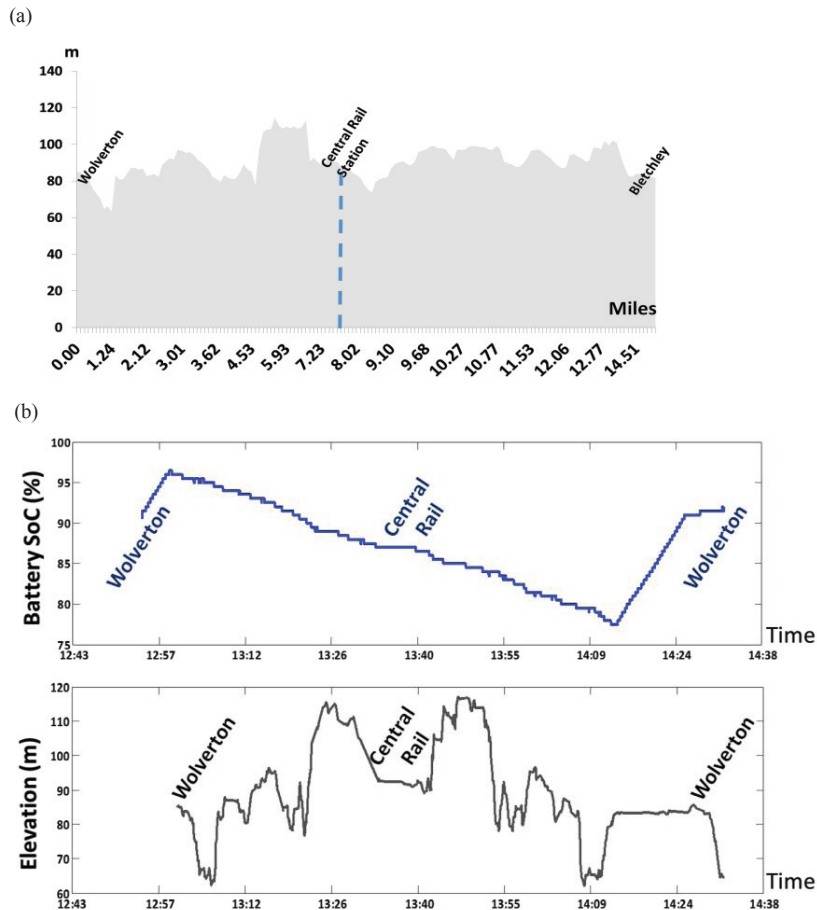 (a)
m
140
120
100
80
60
40
20
0
Wolverton
Central Rail
Station
Bletchley
Miles
0.00 1.24 2.12 3.01 3.62 4.53 5.93 7.23 8.02 9.10 9.68 10.27 10.77 11.53 12.06 12.77 14.51
(b)
Battery SoC (%)
100
95
90
85
80
75
Wolverton
Central
Rail
Wolverton
12:43 12:57 13:12 13:26 13:40 13:55 14:09 14:24 14:38
Time
Elevation (m)
120
110
100
90
80
70
60
Wolverton
Central
Rail
Wolverton
Time
12:43 12:57 13:12 13:26 13:40 13:55 14:09 14:24 14:38